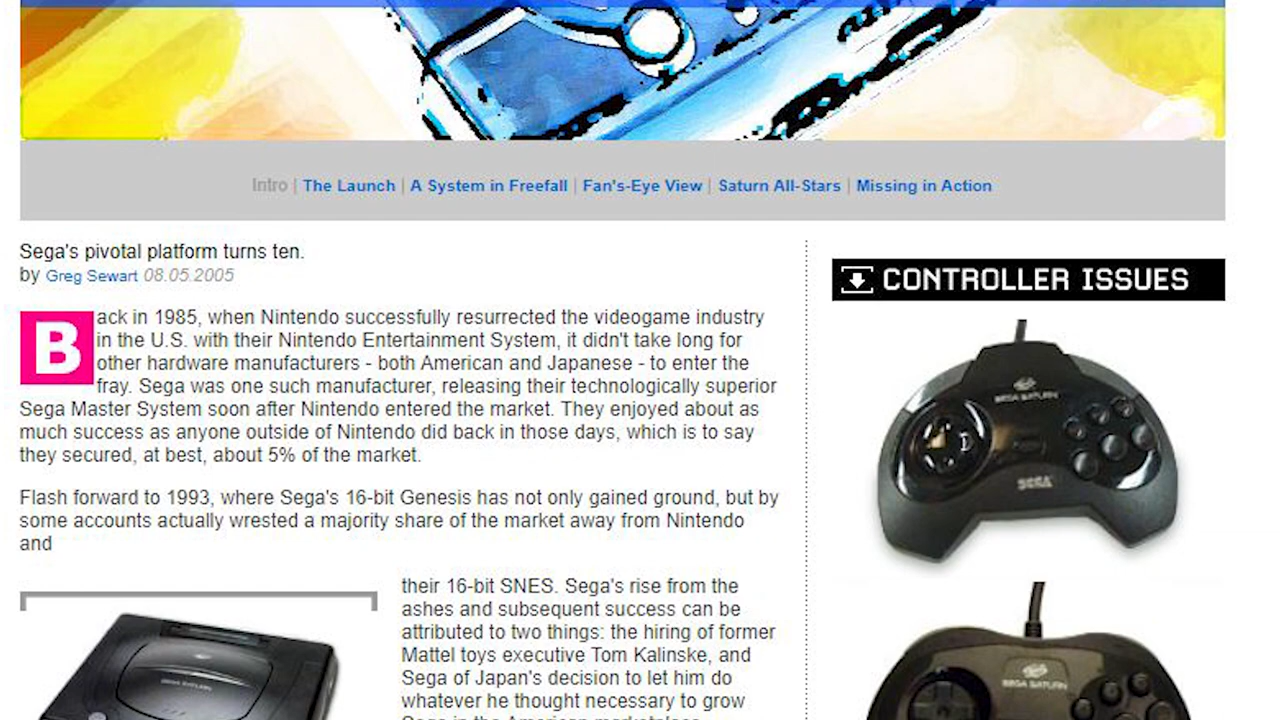 Intro | The Launch | A System in Freefall | Fan's-Eye View | Saturn All-Stars | Missing in Action
Sega's pivotal platform turns ten.
by Greg Sewart 08.05.2005
Back in 1985, when Nintendo successfully resurrected the videogame industry
in the U.S. with their Nintendo Entertainment System, it didn't take long for
other hardware manufacturers - both American and Japanese - to enter the
fray. Sega was one such manufacturer, releasing their technologically superior
Sega Master System soon after Nintendo entered the market. They enjoyed about as
much success as anyone outside of Nintendo did back in those days, which is to say
they secured, at best, about 5% of the market.
Flash forward to 1993, where Sega's 16-bit Genesis has not only gained ground, but by
some accounts actually wrested a majority share of the market away from Nintendo
and
their 16-bit SNES. Sega's rise from the
ashes and subsequent success can be
attributed to two things: the hiring of former
Mattel toys executive Tom Kalinske, and
Sega of Japan's decision to let him do
whatever he thought necessary to grow
Sega in the American marketplace
SEGA SATURN
CONTROLLER ISSUES
SEGA SATURN
SEGA
SEGA SATURN